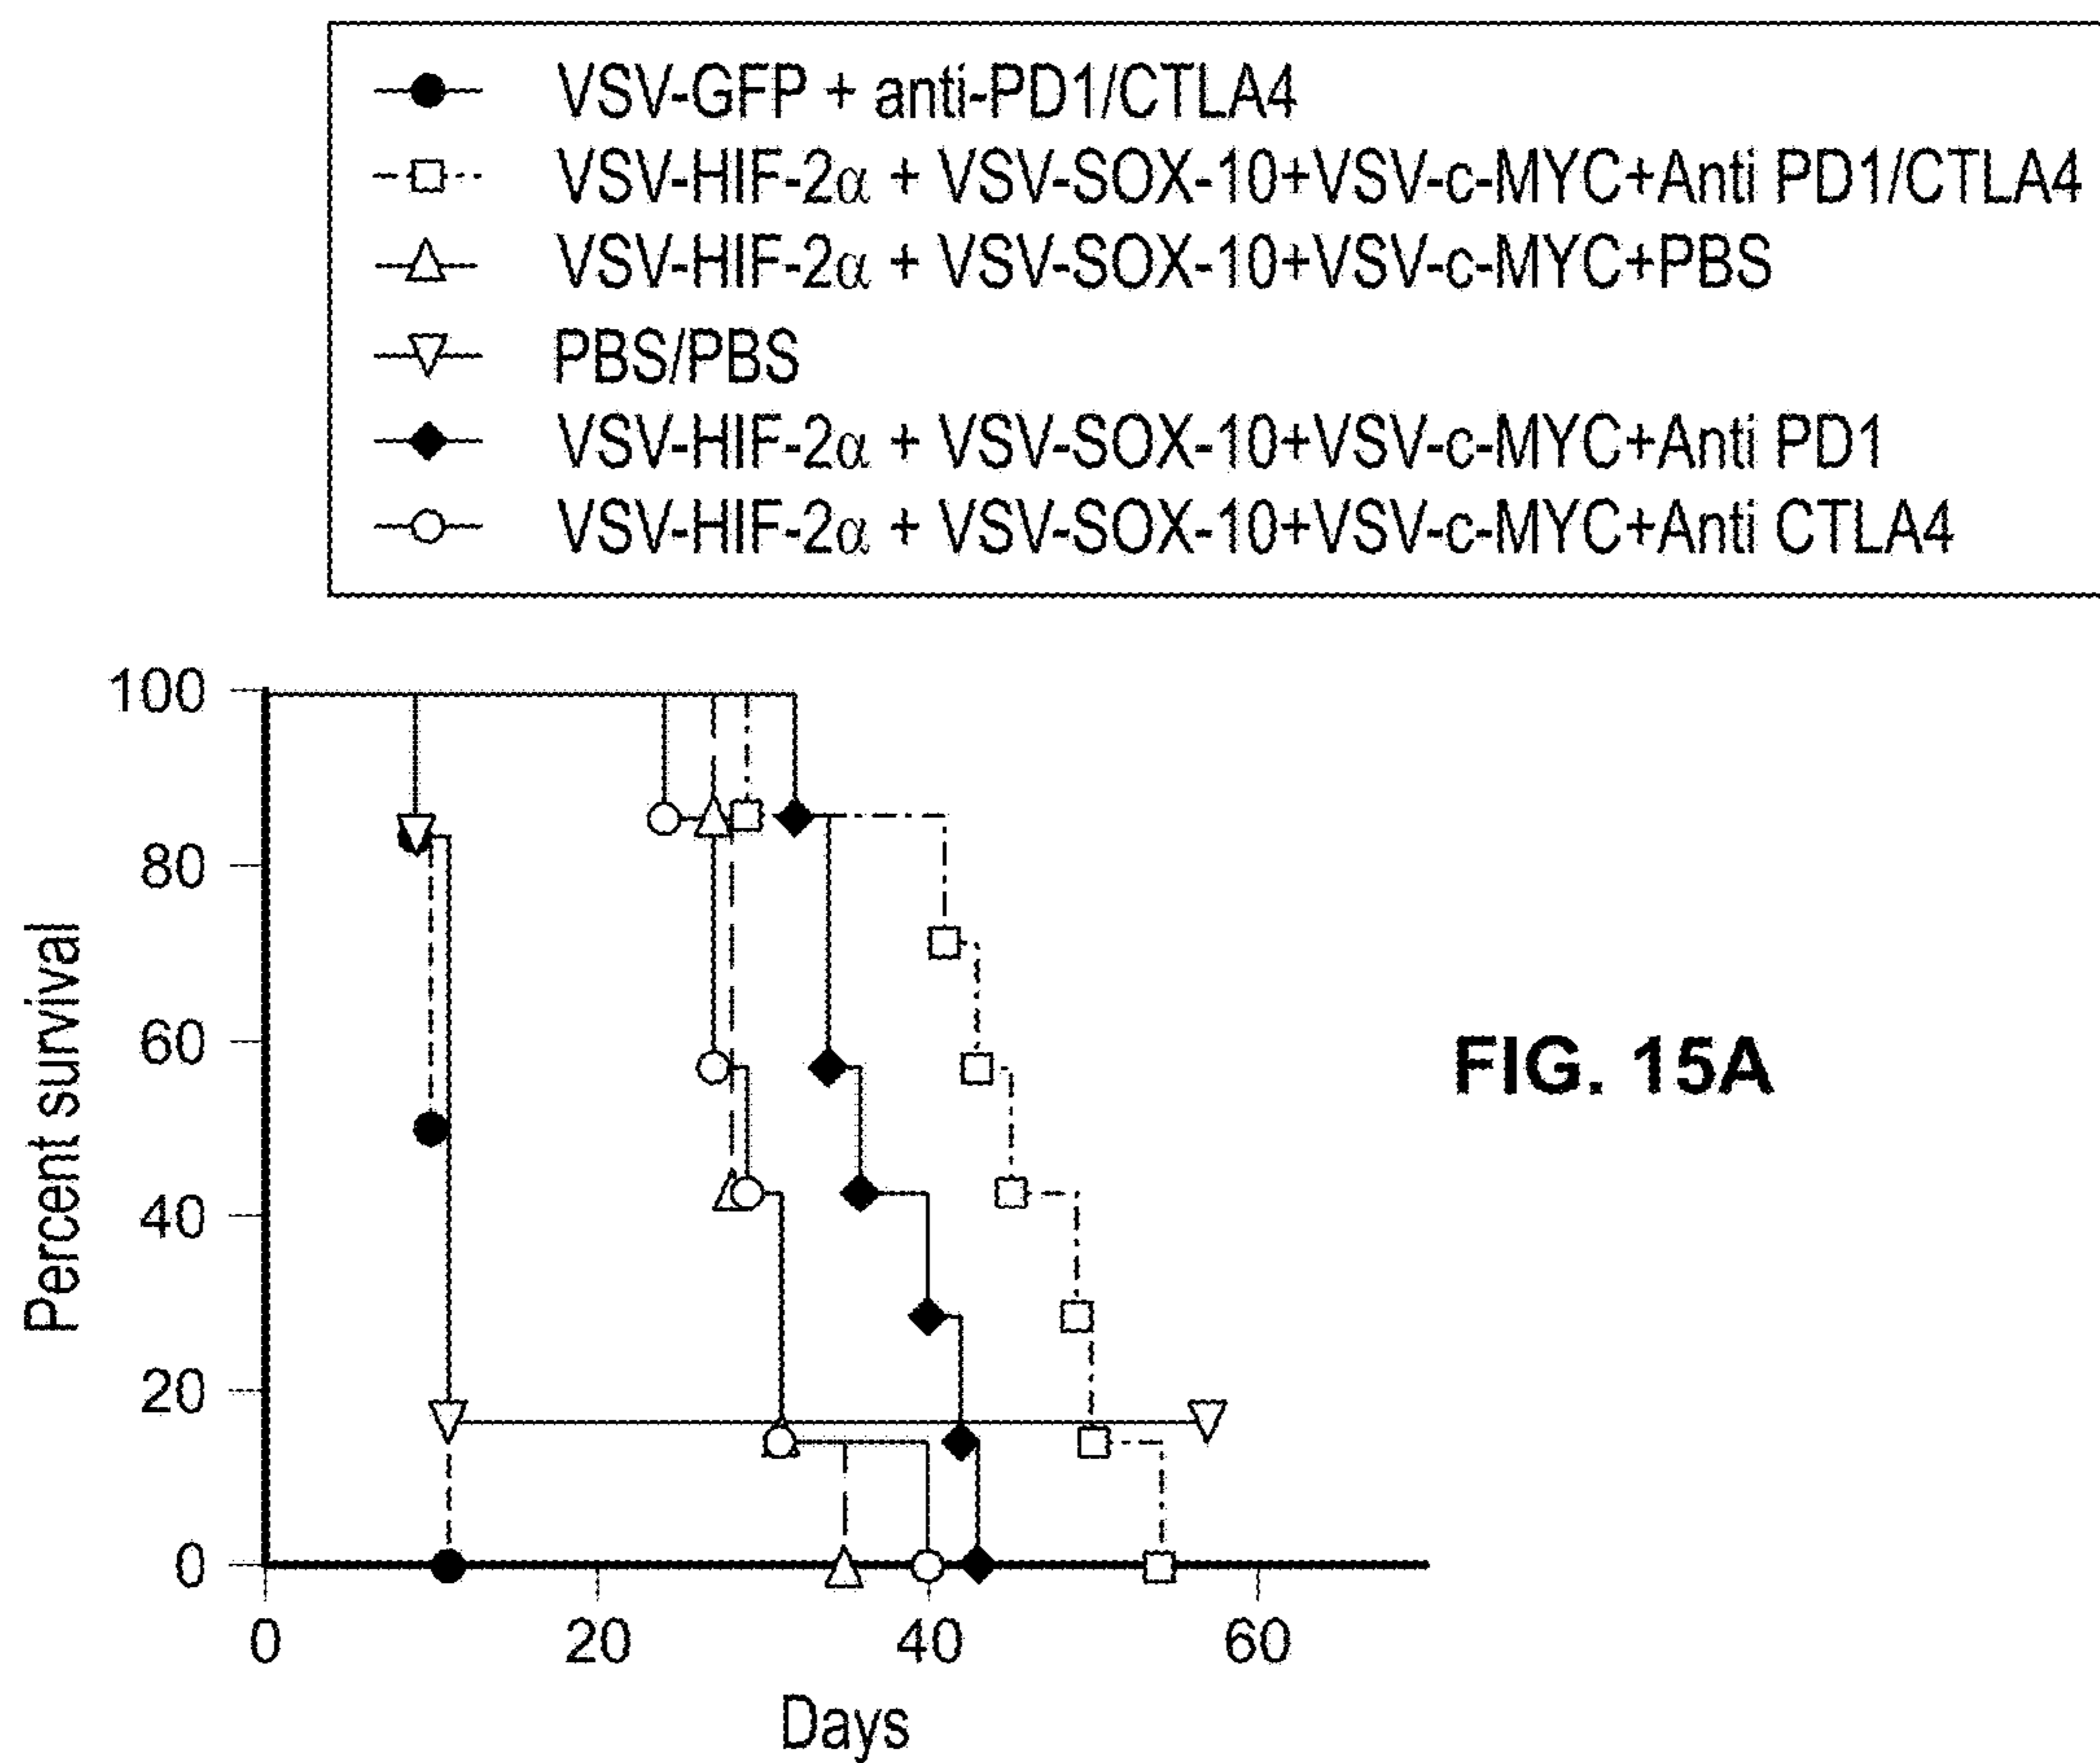 VSV-GFP + anti-PD1/CTLA4
VSV-HIF-2α + VSV-SOX-10+VSV-c-MYC+Anti PD1/CTLA4
VSV-HIF-2α + VSV-SOX-10+VSV-c-MYC+PBS
PBS/PBS
VSV-HIF-2α + VSV-SOX-10+VSV-c-MYC+Anti PD1
VSV-HIF-2α + VSV-SOX-10+VSV-c-MYC+Anti CTLA4
100
80
60
40
20
0
Percent survival
FIG. 15A
0 20 40 60
Days